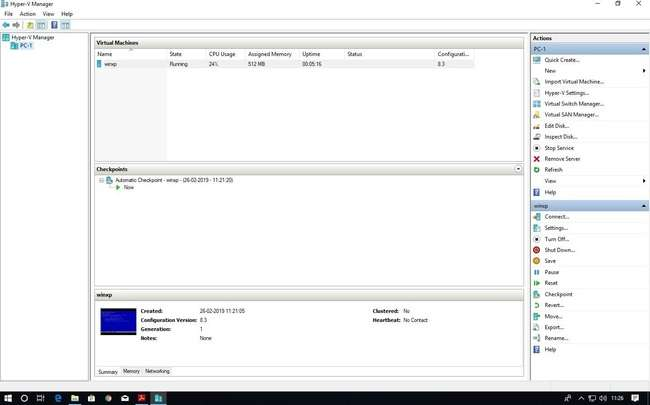 Hyper-V Manager
File Action View Help
Hyper-V Manager
PC-1
Virtual Machines
Name State CPU Usage Assigned Memory Uptime Status Configurati...
winxp Running 24% 512 MB 00:05:16 8.3
Checkpoints
Automatic Checkpoint - winxp - (26-02-2019 - 11:21:20)
Now
winxp
Created: 26-02-2019 11:21:05 Clustered: No
Configuration Version: 8.3 Heartbeat: No Contact
Generation: 1
Notes: None
Summary Memory Networking
Actions
PC-1
Quick Create...
New
Import Virtual Machine...
Hyper-V Settings...
Virtual Switch Manager...
Virtual SAN Manager...
Edit Disk...
Inspect Disk...
Stop Service
Remove Server
Refresh
View
Help
winxp
Connect...
Settings...
Turn Off...
Shut Down...
Save
Pause
Reset
Checkpoint
Revert...
Move...
Export...
Rename...
Help
11:26